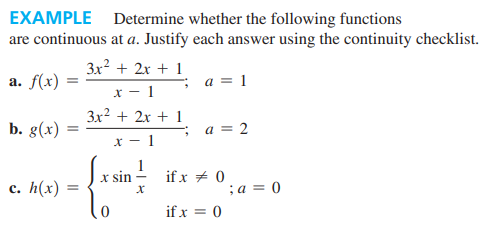 EXAMPLE Determine whether the following functions
are continuous at a. Justify each answer using the continuity checklist.
a. f(x) = (3x² + 2x + 1)/(x − 1); a = 1
b. g(x) = (3x² + 2x + 1)/(x − 1); a = 2
c. h(x) = { x sin 1/x if x ≠ 0
0 if x = 0 ; a = 0